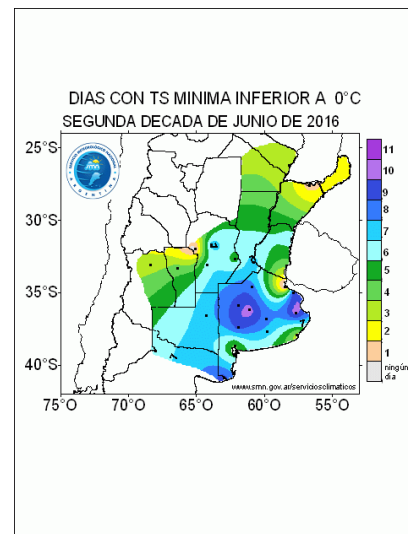 DIAS CON TS MINIMA INFERIOR A 0°C
SEGUNDA DECADA DE JUNIO DE 2016
25°S
30°S
35°S
40°S
75°O 70°O 65°O 60°O 55°O
11
10
9
8
7
6
5
4
3
2
1
ningún
día
www.smn.gov.ar/serviciosclimaticos